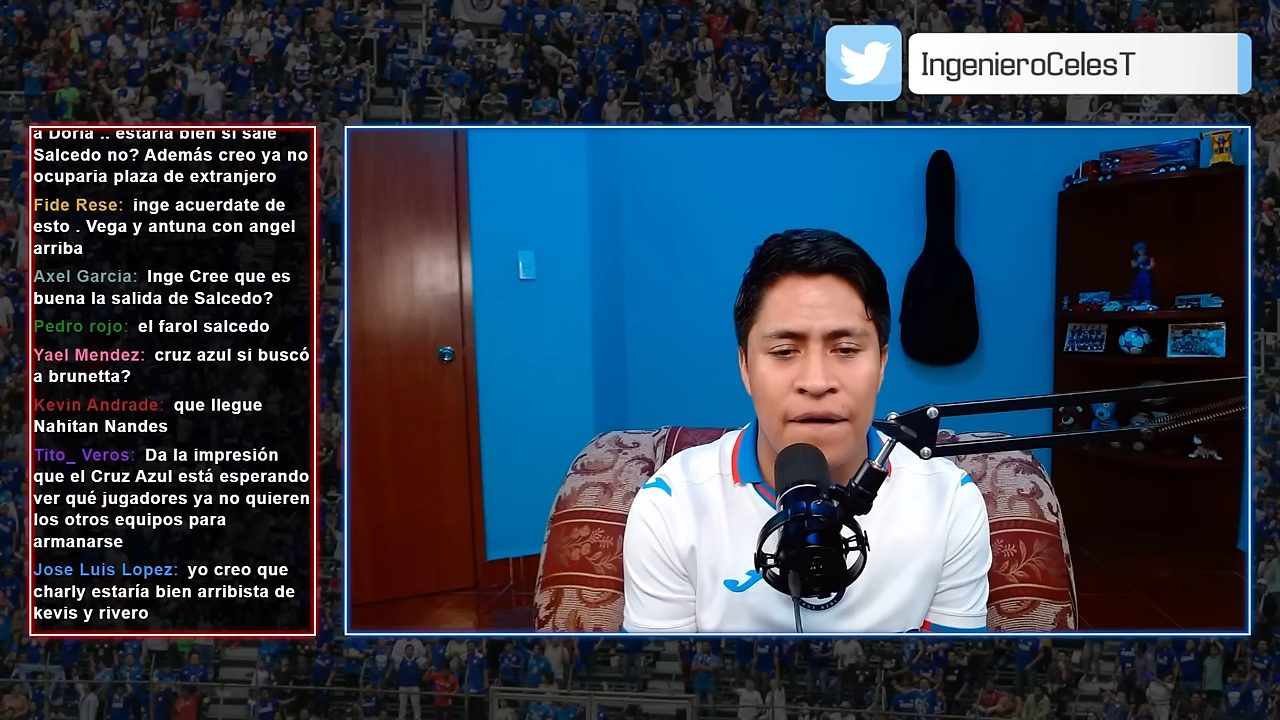 IngenieroCelesT
a Doria .. estaría bien si sale
Salcedo no? Además creo ya no
ocuparia plaza de extranjero
Fide Rese: inge acuerdate de
esto . Vega y antuna con angel
arriba
Axel Garcia: Inge Cree que es
buena la salida de Salcedo?
Pedro rojo: el farol salcedo
Yael Mendez: cruz azul si buscó
a brunetta?
Kevin Andrade: que llegue
Nahitan Nandes
Tito_ Veros: Da la impresión
que el Cruz Azul está esperando
ver qué jugadores ya no quieren
los otros equipos para
armanarse
Jose Luis Lopez: yo creo que
charly estaría bien arribista de
kevis y rivero